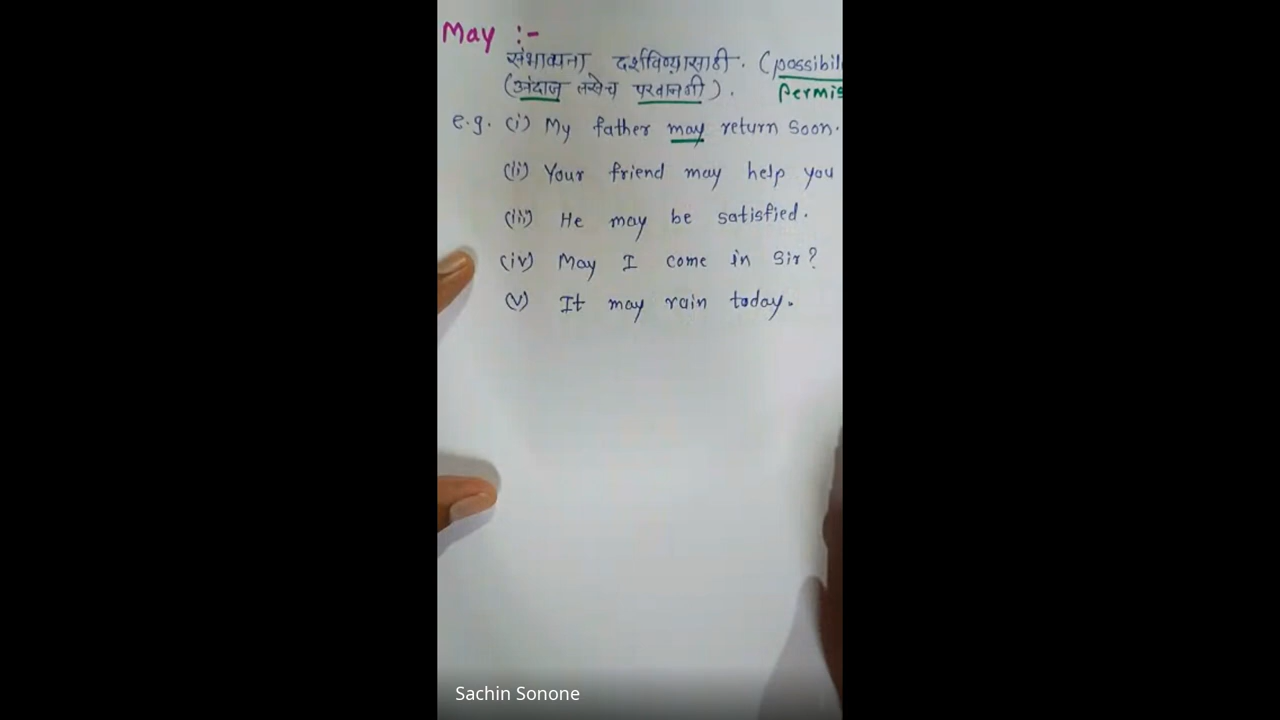 May :-
संभाव्यता दर्शविण्यासाठी. (possibil
(अंदाज तसेच परवानगी). Permis
e.g. (i) My father may return soon.
(ii) Your friend may help you
(iii) He may be satisfied.
(iv) May I come in Sir?
(v) It may rain today.
Sachin Sonone